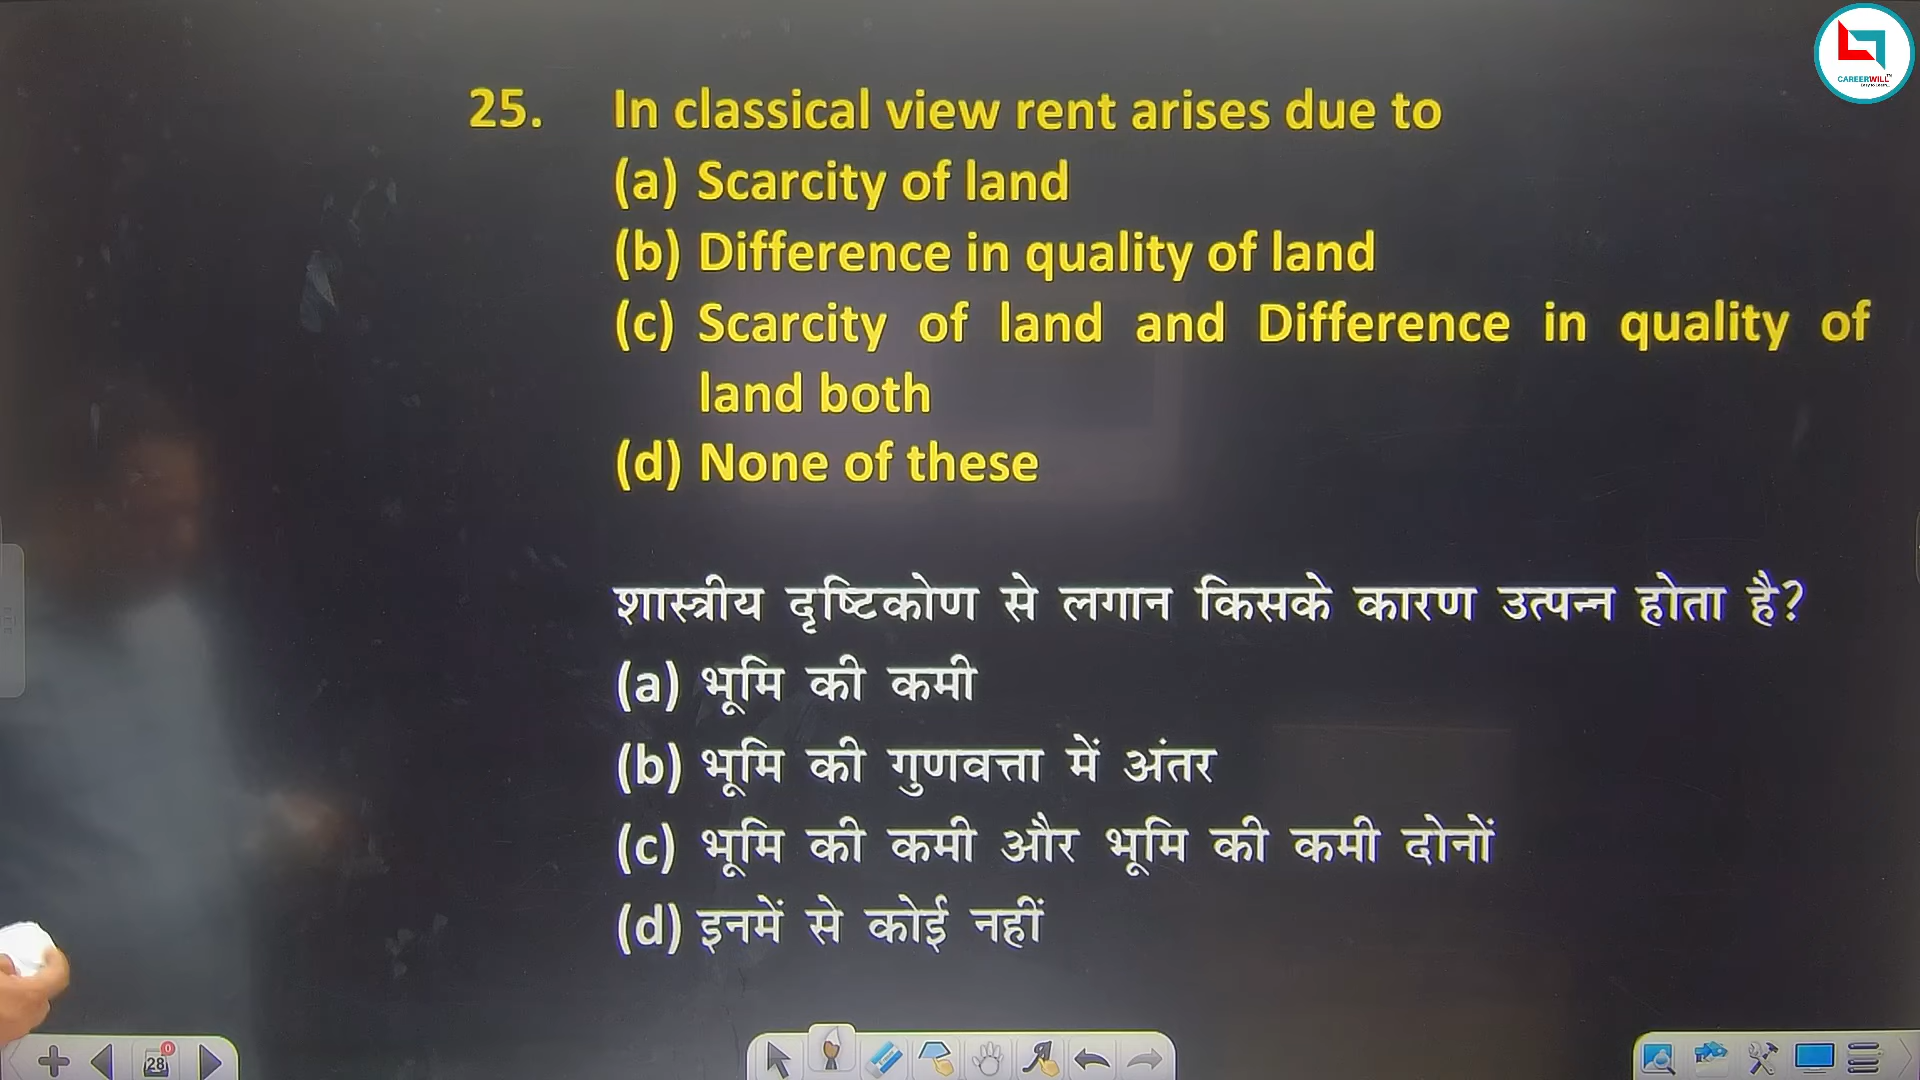 CAREERWILL
25. In classical view rent arises due to
(a) Scarcity of land
(b) Difference in quality of land
(c) Scarcity of land and Difference in quality of
land both
(d) None of these
शास्त्रीय दृष्टिकोण से लगान किसके कारण उत्पन्न होता है?
(a) भूमि की कमी
(b) भूमि की गुणवत्ता में अंतर
(c) भूमि की कमी और भूमि की कमी दोनों
(d) इनमें से कोई नहीं
28
0